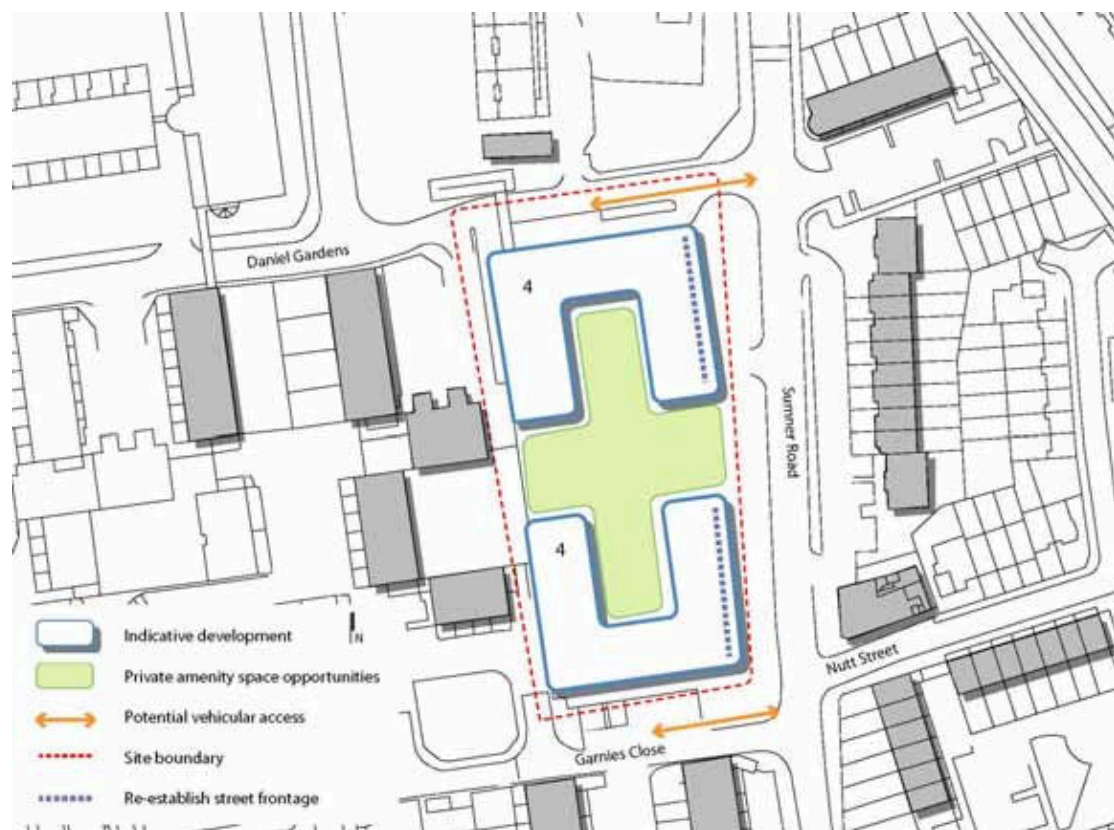 Daniel Gardens
4
Sumner Road
4
Nutt Street
Garnies Close
Indicative development
N
Private amenity space opportunities
Potential vehicular access
Site boundary
Re-establish street frontage